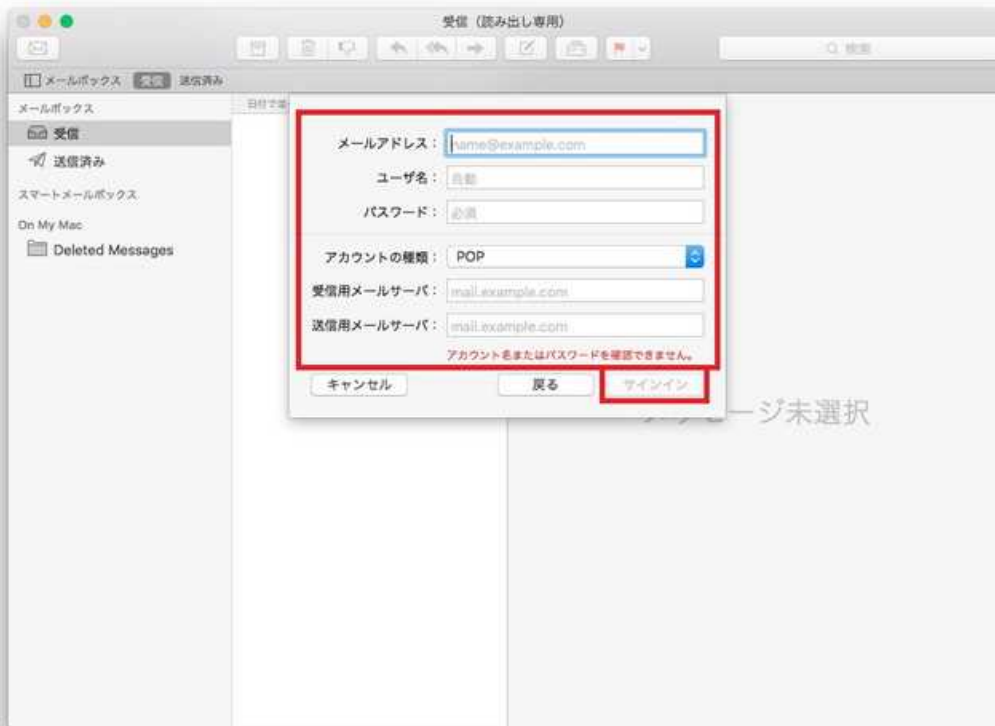 受信（読み出し専用）
検索
メールボックス 受信 送信済み
メールボックス
受信
送信済み
スマートメールボックス
On My Mac
Deleted Messages
日付で
メールアドレス： name@example.com
ユーザ名： 自動
パスワード： 必須
アカウントの種類： POP
受信用メールサーバ： mail.example.com
送信用メールサーバ： mail.example.com
アカウント名またはパスワードを確認できません。
キャンセル 戻る サインイン
メッセージ未選択